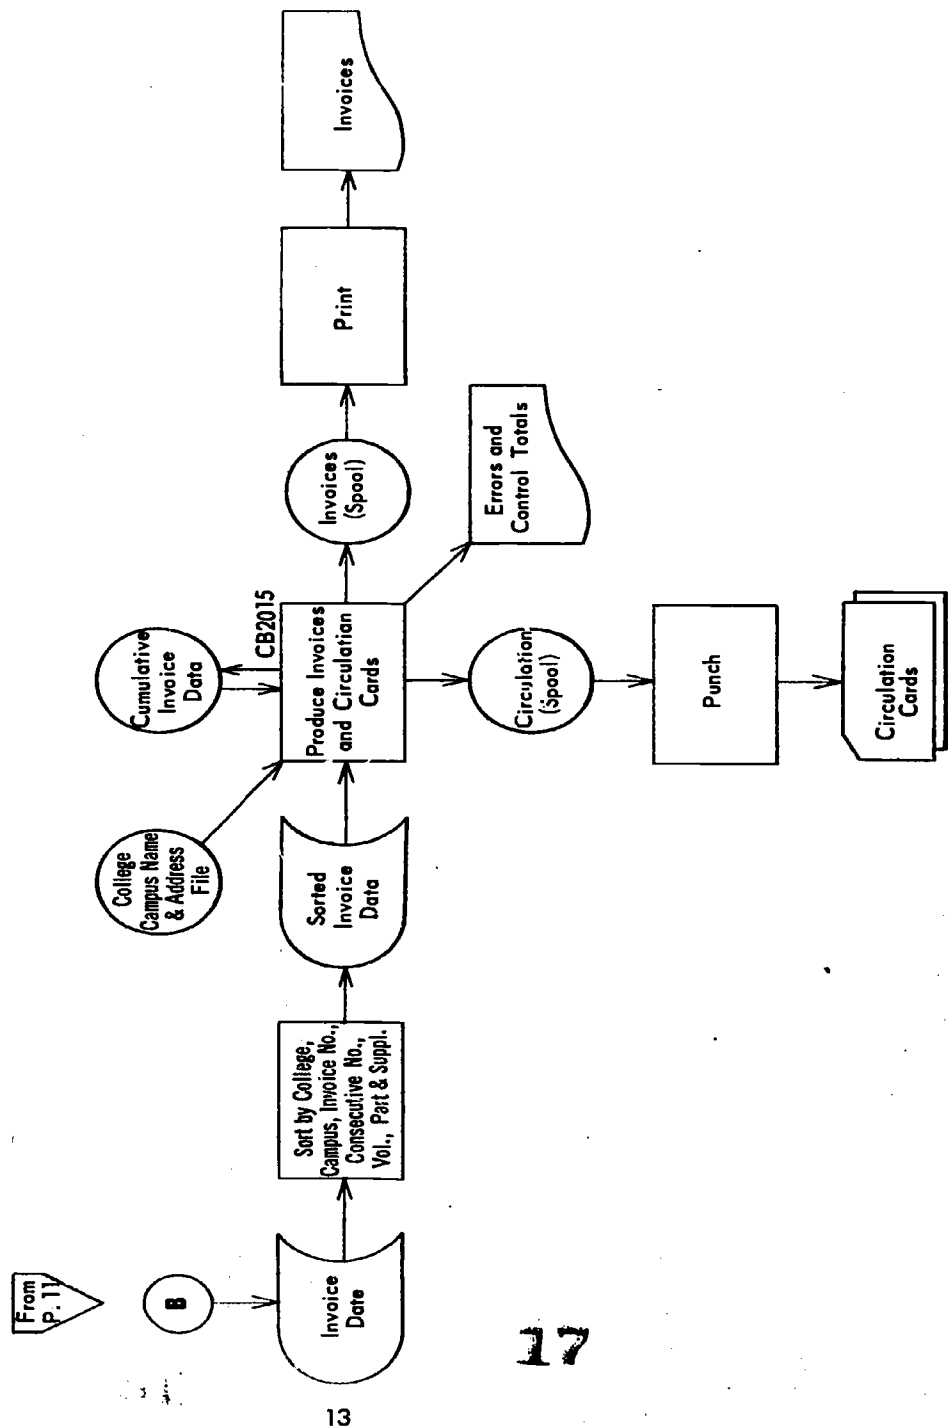 From
P. 11
B
Invoice
Date
Sort by College,
Campus, Invoice No.,
Consecutive No.,
Vol., Part & Suppl.
Sorted
Invoice
Data
College
Campus Name
& Address
File
Cumulative
Invoice
Data
CB2015
Produce Invoices
and Circulation
Cards
Invoices
(Spool)
Print
Invoices
Errors and
Control Totals
Circulation
(Spool)
Punch
Circulation
Cards
17
13